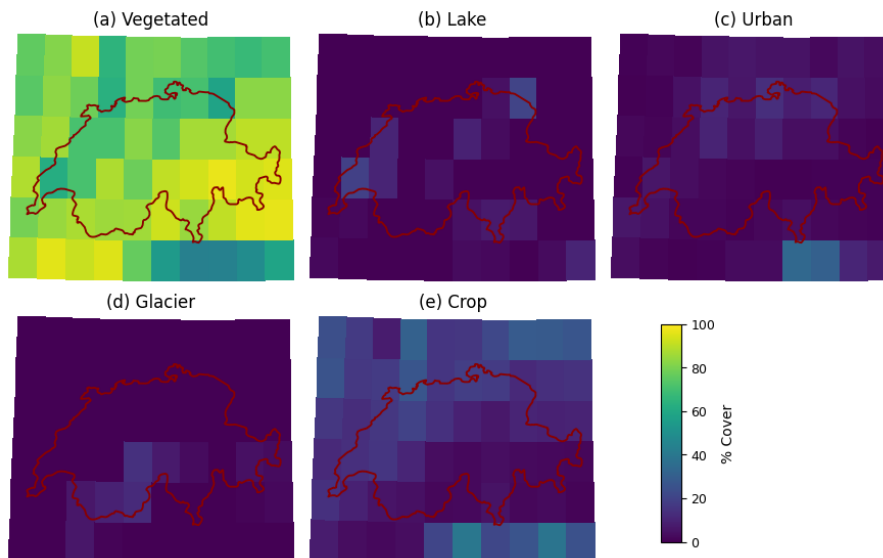 (a) Vegetated
(b) Lake
(c) Urban
(d) Glacier
(e) Crop
100
80
60
40
20
0
% Cover